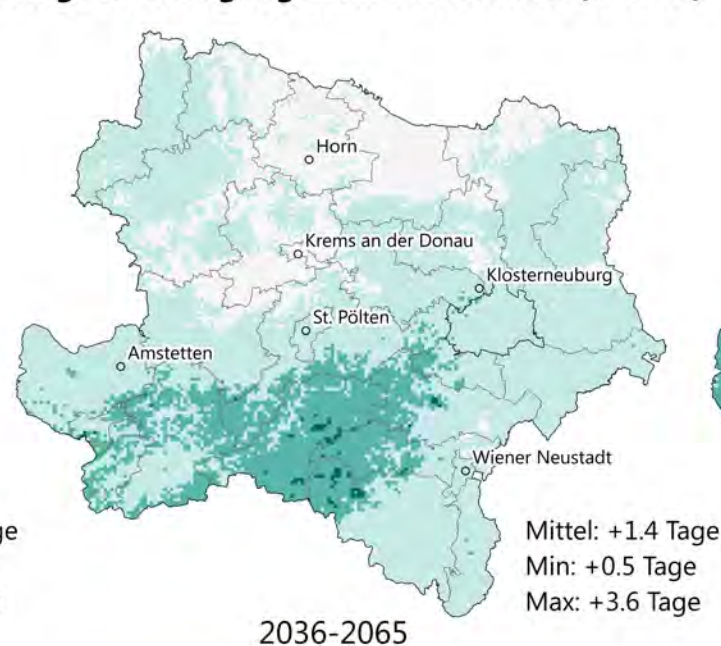 Horn
Krems an der Donau
Klosterneuburg
St. Pölten
Amstetten
Wiener Neustadt
Mittel: +1.4 Tage
Min: +0.5 Tage
Max: +3.6 Tage
2036-2065